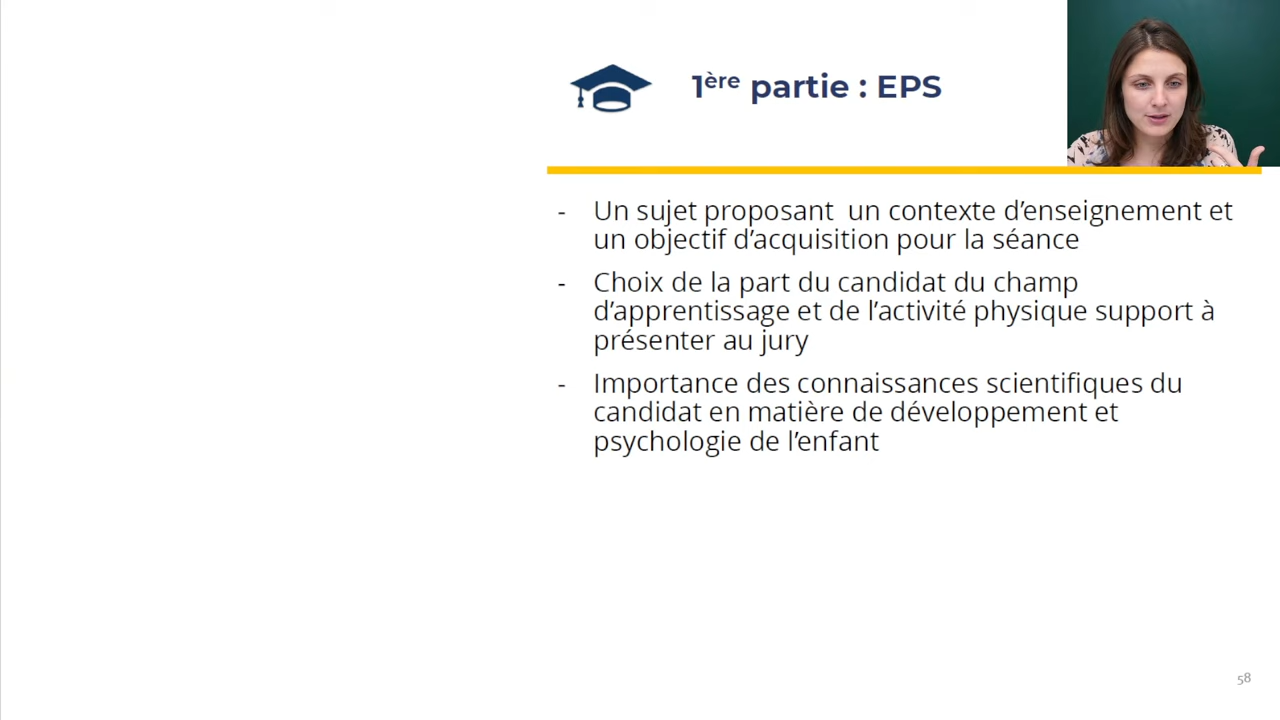 1ère partie : EPS
- Un sujet proposant  un contexte d’enseignement et
un objectif d’acquisition pour la séance
- Choix de la part du candidat du champ
d’apprentissage et de l’activité physique support à
présenter au jury
- Importance des connaissances scientifiques du
candidat en matière de développement et
psychologie de l’enfant
58